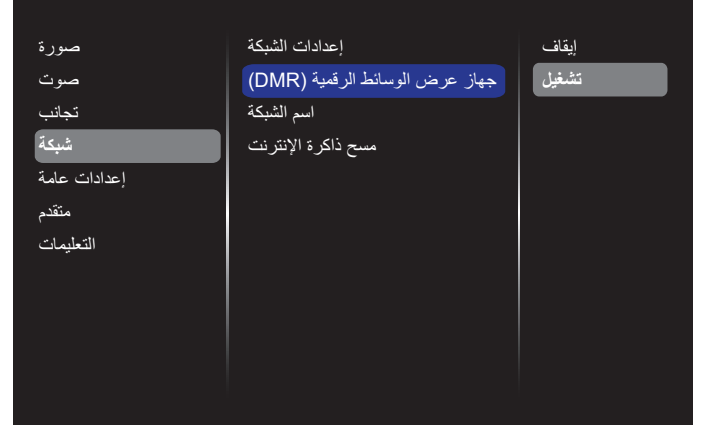 صورة
صوت
تجانب
شبكة
إعدادات عامة
متقدم
التعليمات
إعدادات الشبكة
جهاز عرض الوسائط الرقمية (DMR)
اسم الشبكة
مسح ذاكرة الإنترنت
إيقاف
تشغيل